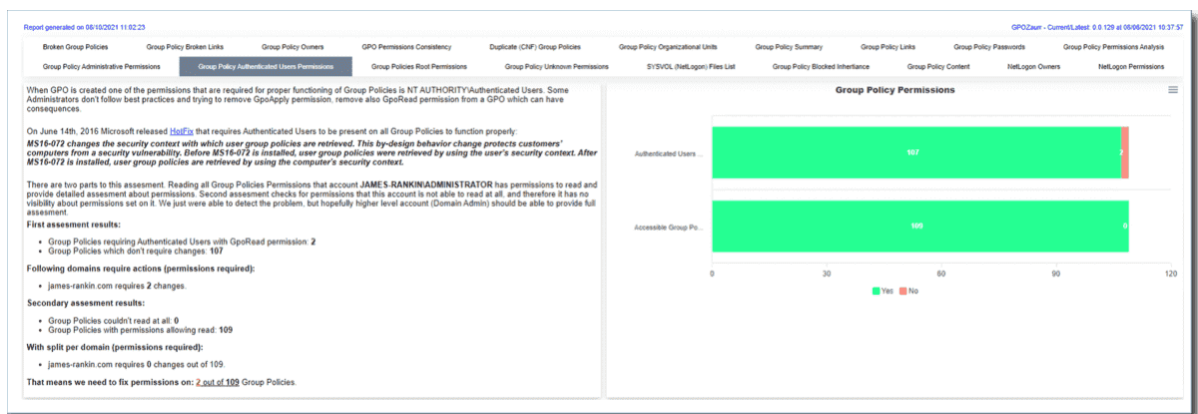 Report generated on 08/10/2021 11:02:23
GPOZaurr - Current/Latest: 0.0.129 at 06/06/2021 10:37:57
Broken Group Policies
Group Policy Broken Links
Group Policy Owners
GPO Permissions Consistency
Duplicate (CNF) Group Policies
Group Policy Organizational Units
Group Policy Summary
Group Policy Links
Group Policy Passwords
Group Policy Permissions Analysis
Group Policy Administrative Permissions
Group Policy Authenticated Users Permissions
Group Policies Root Permissions
Group Policy Unknown Permissions
SYSVOL (NetLogon) Files List
Group Policy Blocked Inheritance
Group Policy Content
NetLogon Owners
NetLogon Permissions
When GPO is created one of the permissions that are required for proper functioning of Group Policies is NT AUTHORITY\Authenticated Users. Some
Administrators don't follow best practices and trying to remove GpoApply permission, remove also GpoRead permission from a GPO which can have
consequences.
On June 14th, 2016 Microsoft released HotFix that requires Authenticated Users to be present on all Group Policies to function properly:
MS16-072 changes the security context with which user group policies are retrieved. This by-design behavior change protects customers'
computers from a security vulnerability. Before MS16-072 is installed, user group policies were retrieved by using the user's security context. After
MS16-072 is installed, user group policies are retrieved by using the computer's security context.
There are two parts to this assesment. Reading all Group Policies Permissions that account JAMES-RANKIN\ADMINISTRATOR has permissions to read and
provide detailed assesment about permissions. Second assesment checks for permissions that this account is not able to read at all, and therefore it has no
visibility about permissions set on it. We just were able to detect the problem, but hopefully higher level account (Domain Admin) should be able to provide full
assesment.
First assesment results:
• Group Policies requiring Authenticated Users with GpoRead permission: 2
• Group Policies which don't require changes: 107
Following domains require actions (permissions required):
• james-rankin.com requires 2 changes.
Secondary assesment results:
• Group Policies couldn't read at all: 0
• Group Policies with permissions allowing read: 109
With split per domain (permissions required):
• james-rankin.com requires 0 changes out of 109.
That means we need to fix permissions on: 2 out of 109 Group Policies.
Group Policy Permissions
Authenticated Users ...
107
2
Accessible Group Po...
109
0
0
30
60
90
120
Yes
No